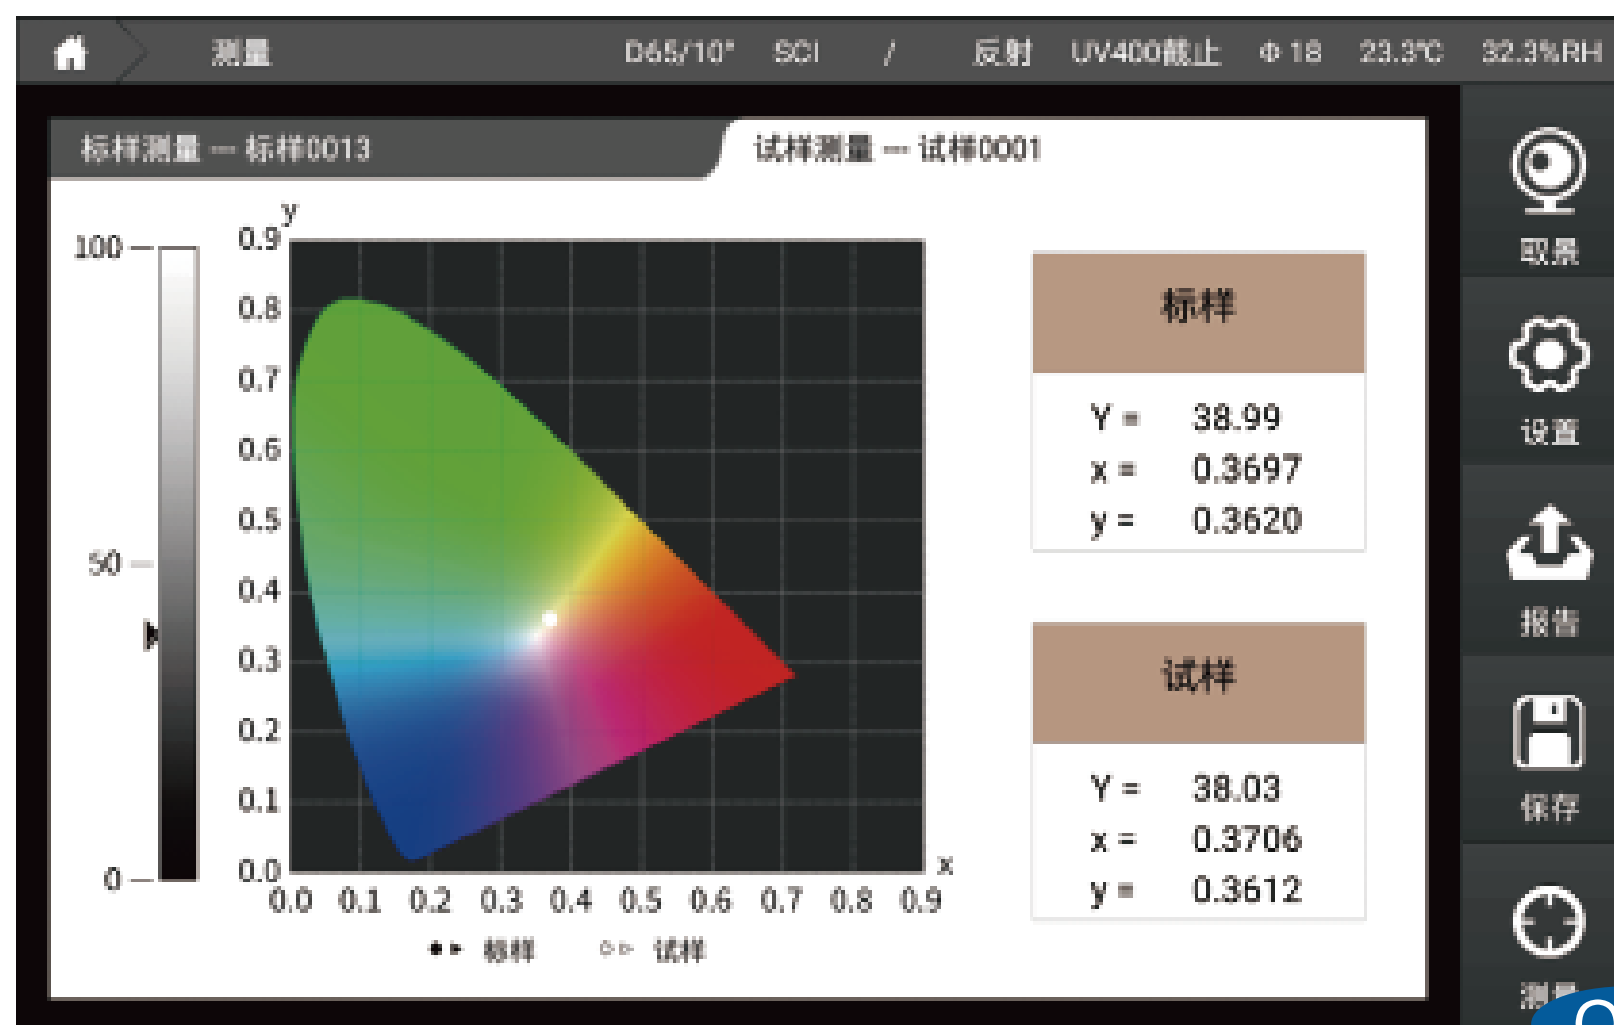 测量 D65/10° SCI / 反射 UV400截止 Φ18 23.3℃ 32.3%RH
标样测量 --- 标样0013
试样测量 --- 试样0001
取景
设置
报告
保存
测量
100
50
0
y
0.9
0.8
0.7
0.6
0.5
0.4
0.3
0.2
0.1
0.0
0.0 0.1 0.2 0.3 0.4 0.5 0.6 0.7 0.8 0.9
x
标样 试样
标样
Y = 38.99
x = 0.3697
y = 0.3620
试样
Y = 38.03
x = 0.3706
y = 0.3612